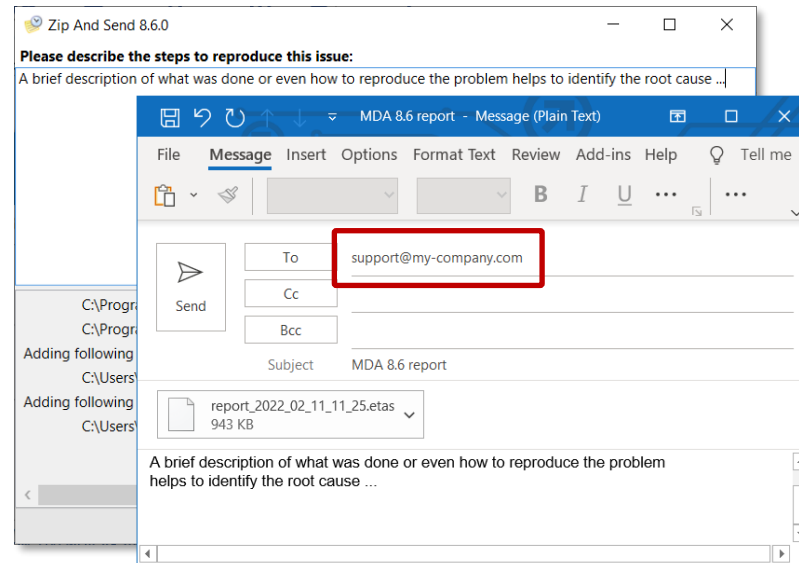 Zip And Send 8.6.0
Please describe the steps to reproduce this issue:
A brief description of what was done or even how to reproduce the problem helps to identify the root cause ...
MDA 8.6 report - Message (Plain Text)
File Message Insert Options Format Text Review Add-ins Help Tell me
B I U
To support@my-company.com
Send
Cc
Bcc
Subject MDA 8.6 report
C:\Progra
C:\Progra
Adding following
C:\Users\
Adding following
C:\Users\
report_2022_02_11_11_25.etas
943 KB
A brief description of what was done or even how to reproduce the problem
helps to identify the root cause ...